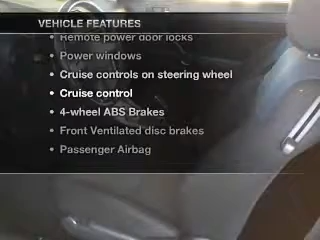 VEHICLE FEATURES
• Remote power door locks
• Power windows
• Cruise controls on steering wheel
• Cruise control
• 4-wheel ABS Brakes
• Front Ventilated disc brakes
• Passenger Airbag